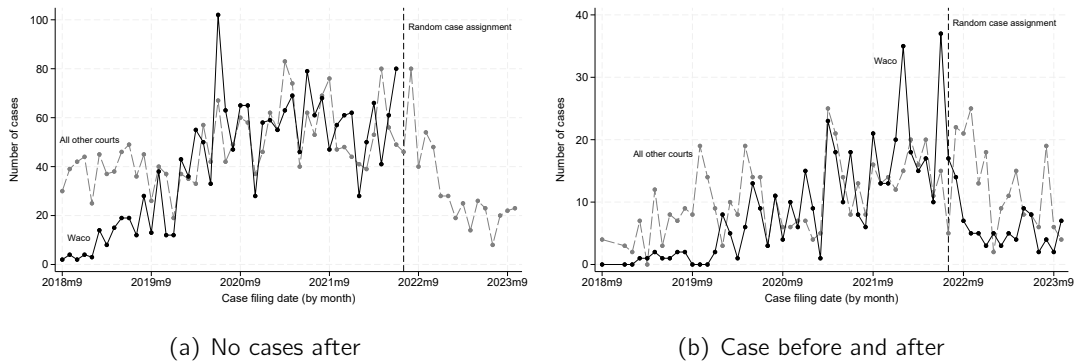 100
80
60
40
20
0
Number of cases
Random case assignment
All other courts
Waco
2018m9 2019m9 2020m9 2021m9 2022m9 2023m9
Case filing date (by month)
(a) No cases after
40
30
20
10
0
Number of cases
Random case assignment
Waco
All other courts
2018m9 2019m9 2020m9 2021m9 2022m9 2023m9
Case filing date (by month)
(b) Case before and after